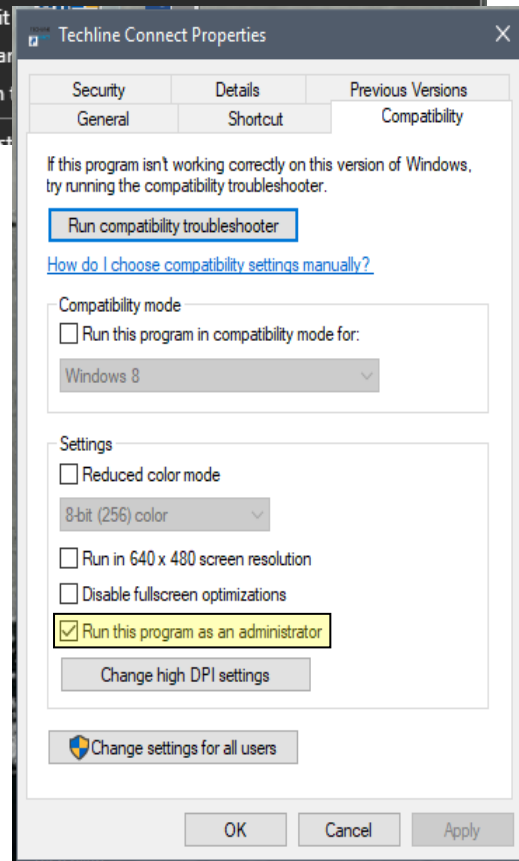 Techline Connect Properties
Security Details Previous Versions
General Shortcut Compatibility
If this program isn't working correctly on this version of Windows,
try running the compatibility troubleshooter.
Run compatibility troubleshooter
How do I choose compatibility settings manually?
Compatibility mode
Run this program in compatibility mode for:
Windows 8
Settings
Reduced color mode
8-bit (256) color
Run in 640 x 480 screen resolution
Disable fullscreen optimizations
Run this program as an administrator
Change high DPI settings
Change settings for all users
OK Cancel Apply